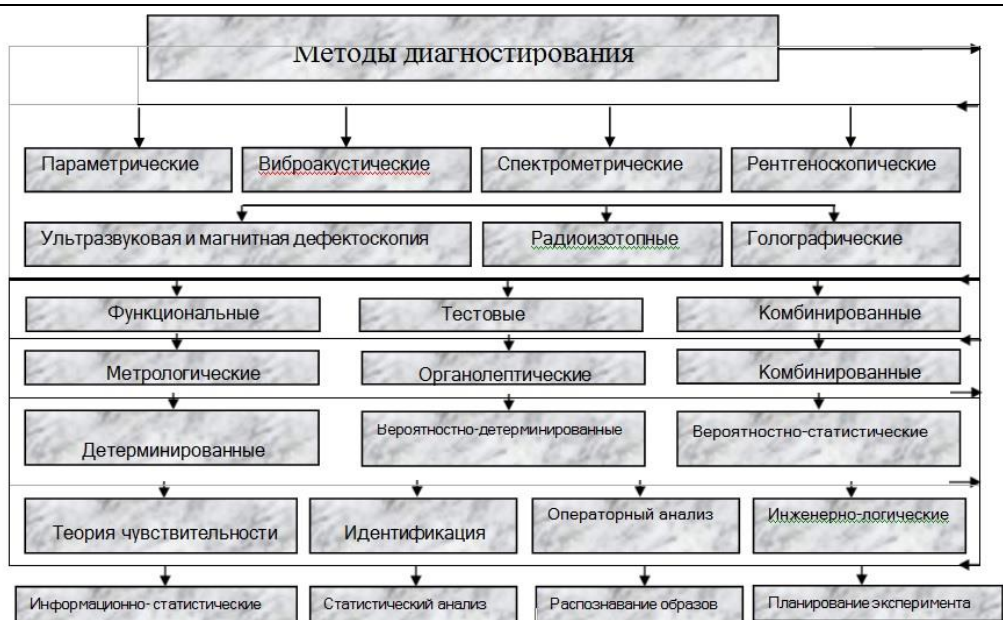 Методы диагностирования
Параметрические
Виброакустические
Спектрометрические
Рентгеноскопические
Ультразвуковая и магнитная дефектоскопия
Радиоизотопные
Голографические
Функциональные
Тестовые
Комбинированные
Метрологические
Органолептические
Комбинированные
Детерминированные
Вероятностно-детерминированные
Вероятностно-статистические
Теория чувствительности
Идентификация
Операторный анализ
Инженерно-логические
Информационно-статистические
Статистический анализ
Распознавание образов
Планирование эксперимента